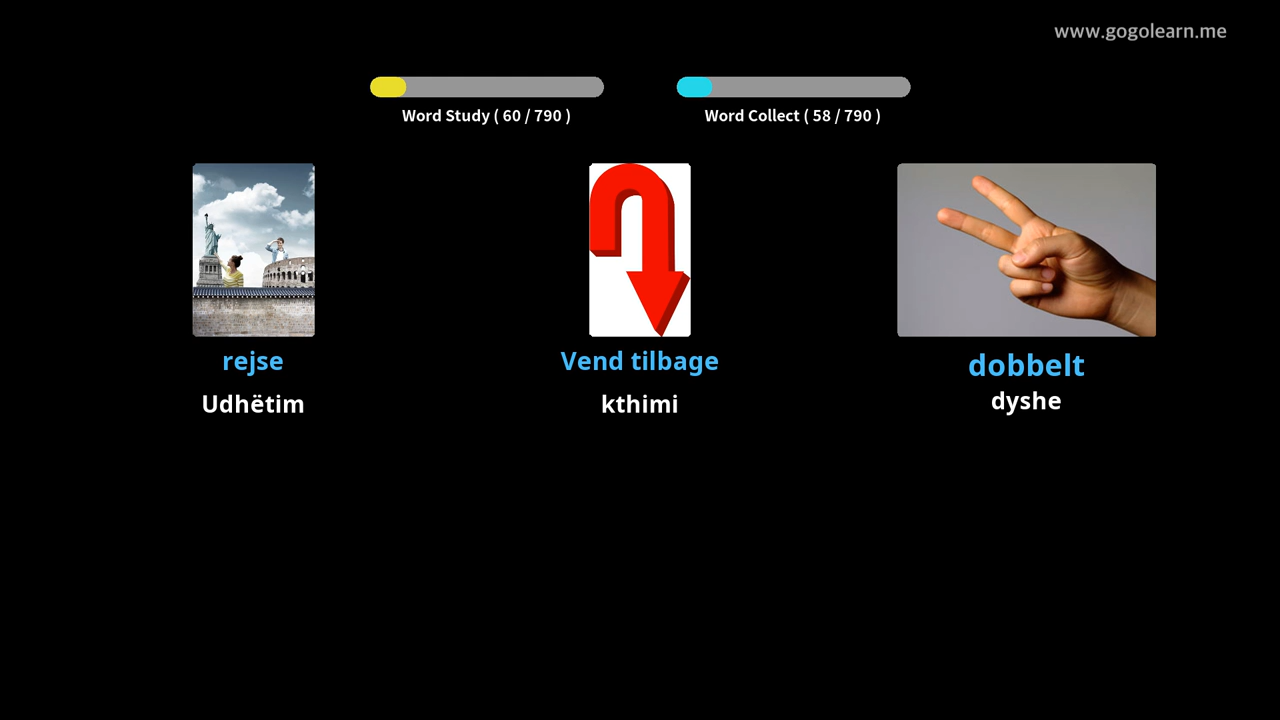 www.gogolearn.me
Word Study ( 60 / 790 )
Word Collect ( 58 / 790 )
rejse
Udhëtim
Vend tilbage
kthimi
dobbelt
dyshe